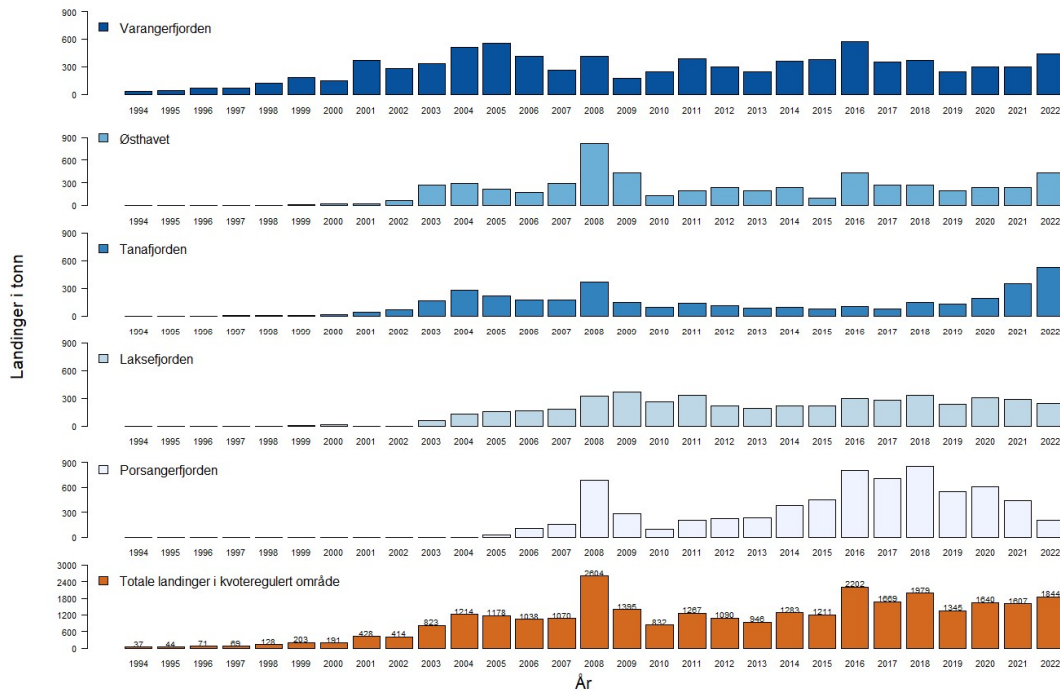 Landinger i tonn
900
600
300
0
Varangerfjorden
1994 1995 1996 1997 1998 1999 2000 2001 2002 2003 2004 2005 2006 2007 2008 2009 2010 2011 2012 2013 2014 2015 2016 2017 2018 2019 2020 2021 2022
900
600
300
0
Østhavet
1994 1995 1996 1997 1998 1999 2000 2001 2002 2003 2004 2005 2006 2007 2008 2009 2010 2011 2012 2013 2014 2015 2016 2017 2018 2019 2020 2021 2022
900
600
300
0
Tanafjorden
1994 1995 1996 1997 1998 1999 2000 2001 2002 2003 2004 2005 2006 2007 2008 2009 2010 2011 2012 2013 2014 2015 2016 2017 2018 2019 2020 2021 2022
900
600
300
0
Laksefjorden
1994 1995 1996 1997 1998 1999 2000 2001 2002 2003 2004 2005 2006 2007 2008 2009 2010 2011 2012 2013 2014 2015 2016 2017 2018 2019 2020 2021 2022
900
600
300
0
Porsangerfjorden
1994 1995 1996 1997 1998 1999 2000 2001 2002 2003 2004 2005 2006 2007 2008 2009 2010 2011 2012 2013 2014 2015 2016 2017 2018 2019 2020 2021 2022
3000
2400
1800
1200
600
0
Totale landinger i kvoteregulert område
37 44 71 69 128 203 191 428 414 823 1214 1178 1038 1070 2604 1395 832 1267 1090 946 1283 1211 2202 1669 1979 1345 1640 1607 1844
1994 1995 1996 1997 1998 1999 2000 2001 2002 2003 2004 2005 2006 2007 2008 2009 2010 2011 2012 2013 2014 2015 2016 2017 2018 2019 2020 2021 2022
År